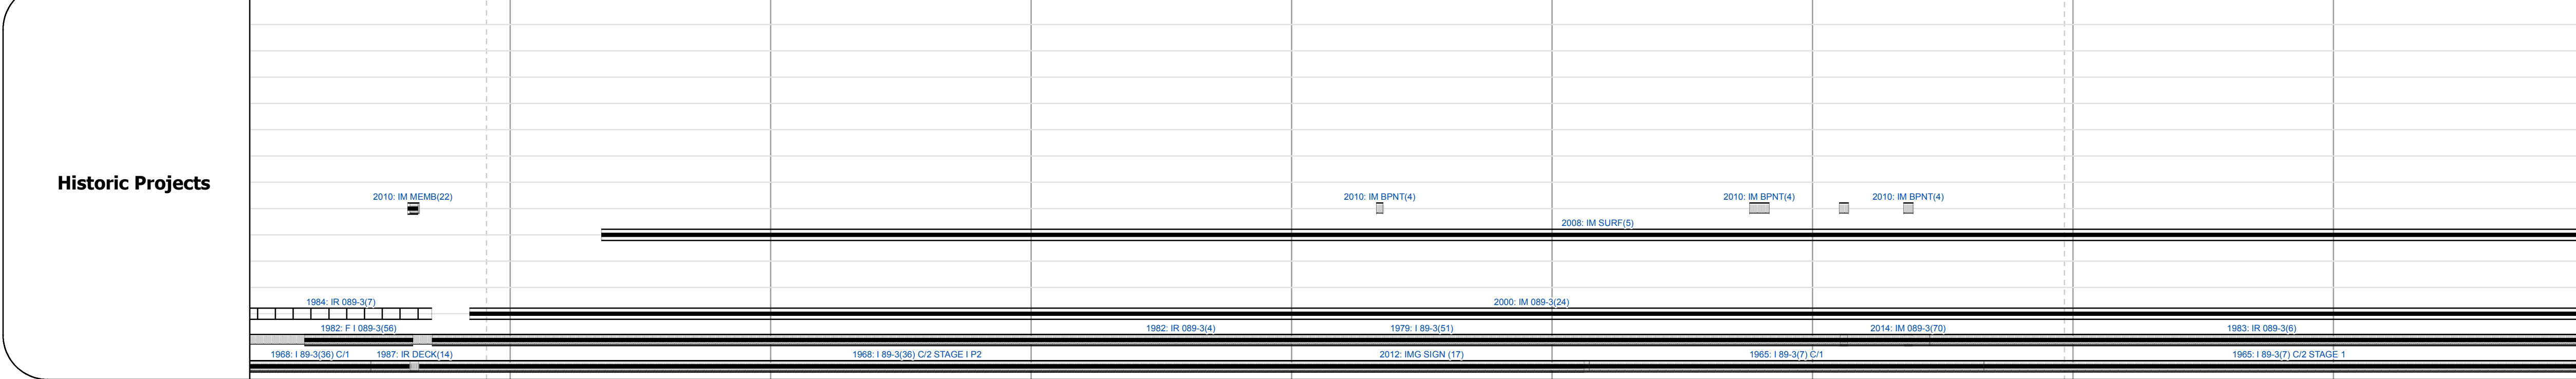 Historic Projects
2010: IM MEMB(22)
2010: IM BPNT(4)
2010: IM BPNT(4)
2010: IM BPNT(4)
2008: IM SURF(5)
1984: IR 089-3(7)
2000: IM 089-3(24)
1982: F I 089-3(56)
1982: IR 089-3(4)
1979: I 89-3(51)
2014: IM 089-3(70)
1983: IR 089-3(6)
1968: I 89-3(36) C/1
1987: IR DECK(14)
1968: I 89-3(36) C/2 STAGE I P2
2012: IMG SIGN (17)
1965: I 89-3(7) C/1
1965: I 89-3(7) C/2 STAGE 1